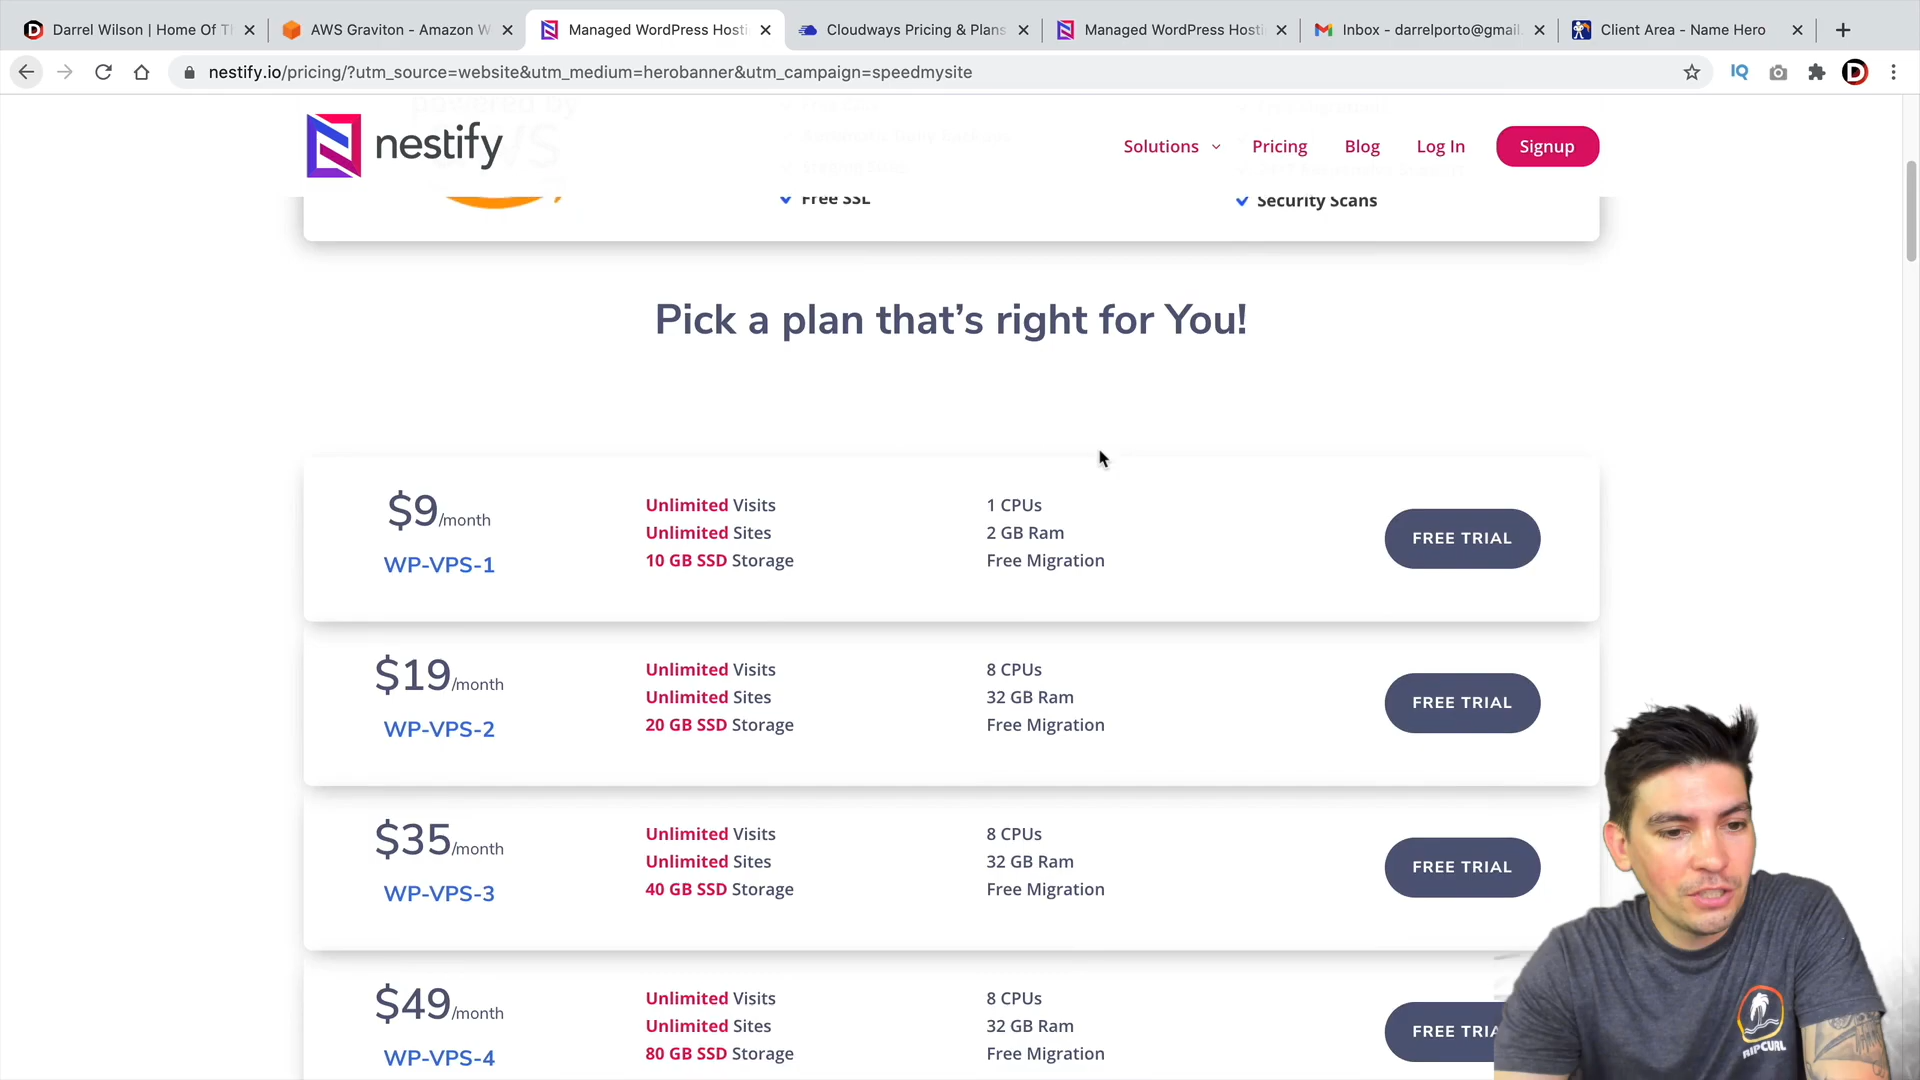 Darrel Wilson | Home Of T
AWS Graviton - Amazon W
Managed WordPress Hosti
Cloudways Pricing & Plans
Managed WordPress Hosti
Inbox - darrelporto@gmail.
Client Area - Name Hero
nestify.io/pricing/?utm_source=website&utm_medium=herobanner&utm_campaign=speedmysite
IQ
powered by
nestify
Solutions
Pricing
Blog
Log In
Signup
Free SSL
Security Scans
Pick a plan that's right for You!
$9/month
WP-VPS-1
Unlimited Visits
Unlimited Sites
10 GB SSD Storage
1 CPUs
2 GB Ram
Free Migration
FREE TRIAL
$19/month
WP-VPS-2
Unlimited Visits
Unlimited Sites
20 GB SSD Storage
8 CPUs
32 GB Ram
Free Migration
FREE TRIAL
$35/month
WP-VPS-3
Unlimited Visits
Unlimited Sites
40 GB SSD Storage
8 CPUs
32 GB Ram
Free Migration
FREE TRIAL
$49/month
WP-VPS-4
Unlimited Visits
Unlimited Sites
80 GB SSD Storage
8 CPUs
32 GB Ram
Free Migration
FREE TRIA
RIP CURL